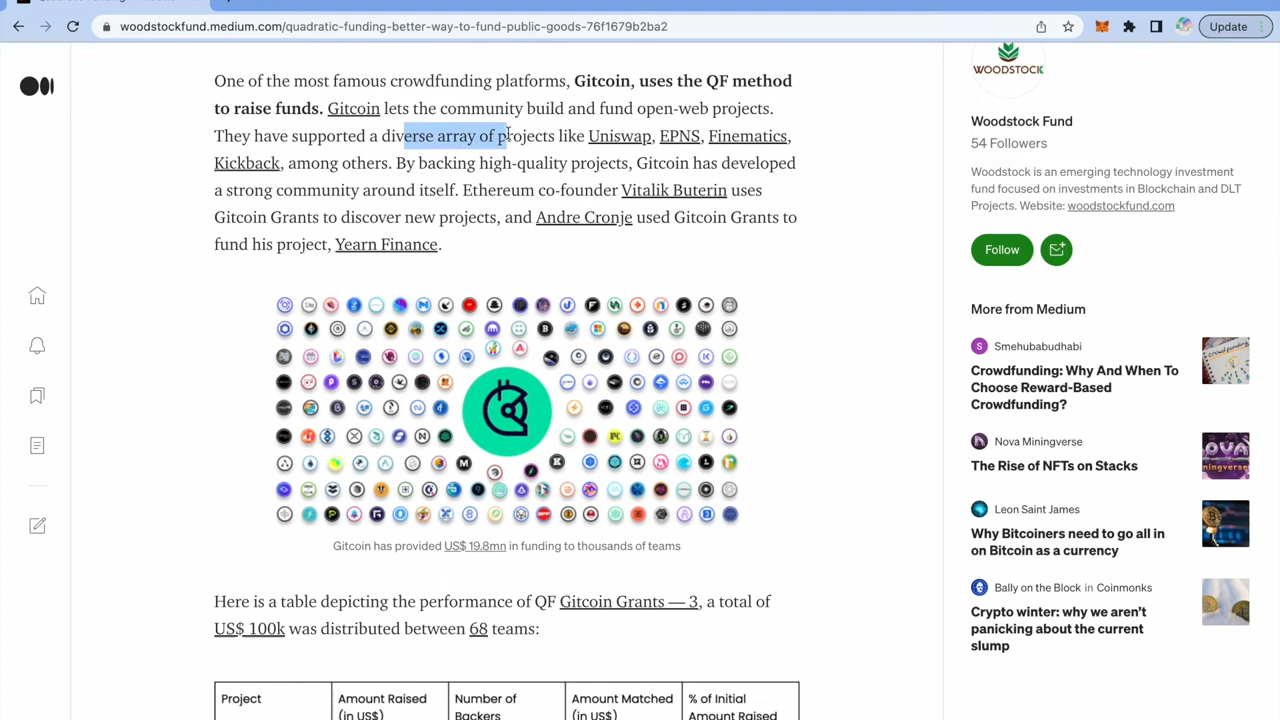 woodstockfund.medium.com/quadratic-funding-better-way-to-fund-public-goods-76f1679b2ba2
Update
One of the most famous crowdfunding platforms, Gitcoin, uses the QF method
to raise funds. Gitcoin lets the community build and fund open-web projects.
They have supported a diverse array of projects like Uniswap, EPNS, Finematics,
Kickback, among others. By backing high-quality projects, Gitcoin has developed
a strong community around itself. Ethereum co-founder Vitalik Buterin uses
Gitcoin Grants to discover new projects, and Andre Cronje used Gitcoin Grants to
fund his project, Yearn Finance.
Gitcoin has provided US$ 19.8mn in funding to thousands of teams
Here is a table depicting the performance of QF Gitcoin Grants — 3, a total of
US$ 100k was distributed between 68 teams:
Project
Amount Raised
(in US$)
Number of
Backers
Amount Matched
(in US$)
% of Initial
Amount Raised
WOODSTOCK
Woodstock Fund
54 Followers
Woodstock is an emerging technology investment
fund focused on investments in Blockchain and DLT
Projects. Website: woodstockfund.com
Follow
More from Medium
S Smehubabudhabi
Crowdfunding: Why And When To
Choose Reward-Based
Crowdfunding?
Nova Miningverse
The Rise of NFTs on Stacks
Leon Saint James
Why Bitcoiners need to go all in
on Bitcoin as a currency
Bally on the Block in Coinmonks
Crypto winter: why we aren't
panicking about the current
slump